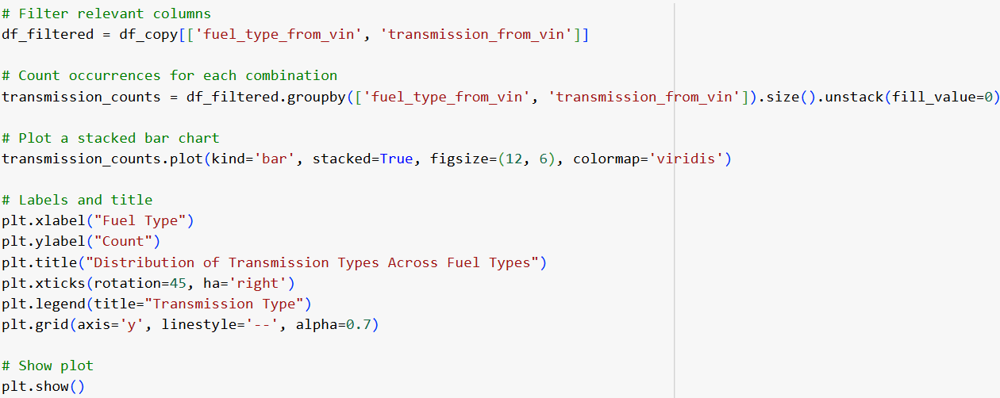 # Filter relevant columns
df_filtered = df_copy[['fuel_type_from_vin', 'transmission_from_vin']]
# Count occurrences for each combination
transmission_counts = df_filtered.groupby(['fuel_type_from_vin', 'transmission_from_vin']).size().unstack(fill_value=0)
# Plot a stacked bar chart
transmission_counts.plot(kind='bar', stacked=True, figsize=(12, 6), colormap='viridis')
# Labels and title
plt.xlabel("Fuel Type")
plt.ylabel("Count")
plt.title("Distribution of Transmission Types Across Fuel Types")
plt.xticks(rotation=45, ha='right')
plt.legend(title="Transmission Type")
plt.grid(axis='y', linestyle='--', alpha=0.7)
# Show plot
plt.show()